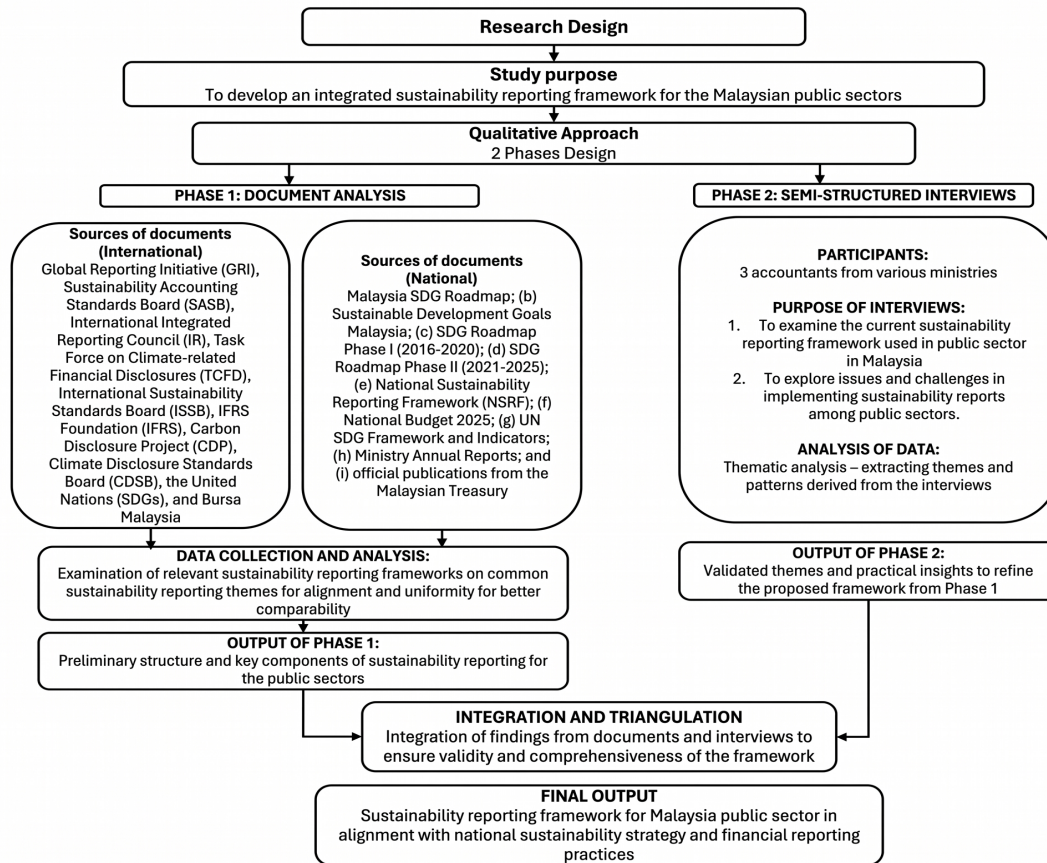 Research Design
Study purpose
To develop an integrated sustainability reporting framework for the Malaysian public sectors
Qualitative Approach
2 Phases Design
PHASE 1: DOCUMENT ANALYSIS
Sources of documents
(International)
Global Reporting Initiative (GRI),
Sustainability Accounting
Standards Board (SASB),
International Integrated
Reporting Council (IR), Task
Force on Climate-related
Financial Disclosures (TCFD),
International Sustainability
Standards Board (ISSB), IFRS
Foundation (IFRS), Carbon
Disclosure Project (CDP),
Climate Disclosure Standards
Board (CDSB), the United
Nations (SDGs), and Bursa
Malaysia
Sources of documents
(National)
Malaysia SDG Roadmap; (b)
Sustainable Development Goals
Malaysia; (c) SDG Roadmap
Phase I (2016-2020); (d) SDG
Roadmap Phase II (2021-2025);
(e) National Sustainability
Reporting Framework (NSRF); (f)
National Budget 2025; (g) UN
SDG Framework and Indicators;
(h) Ministry Annual Reports; and
(i) official publications from the
Malaysian Treasury
DATA COLLECTION AND ANALYSIS:
Examination of relevant sustainability reporting frameworks on common
sustainability reporting themes for alignment and uniformity for better
comparability
OUTPUT OF PHASE 1:
Preliminary structure and key components of sustainability reporting for
the public sectors
PHASE 2: SEMI-STRUCTURED INTERVIEWS
PARTICIPANTS:
3 accountants from various ministries
PURPOSE OF INTERVIEWS:
1. To examine the current sustainability
reporting framework used in public sector
in Malaysia
2. To explore issues and challenges in
implementing sustainability reports
among public sectors.
ANALYSIS OF DATA:
Thematic analysis – extracting themes and
patterns derived from the interviews
OUTPUT OF PHASE 2:
Validated themes and practical insights to refine
the proposed framework from Phase 1
INTEGRATION AND TRIANGULATION
Integration of findings from documents and interviews to
ensure validity and comprehensiveness of the framework
FINAL OUTPUT
Sustainability reporting framework for Malaysia public sector in
alignment with national sustainability strategy and financial reporting
practices